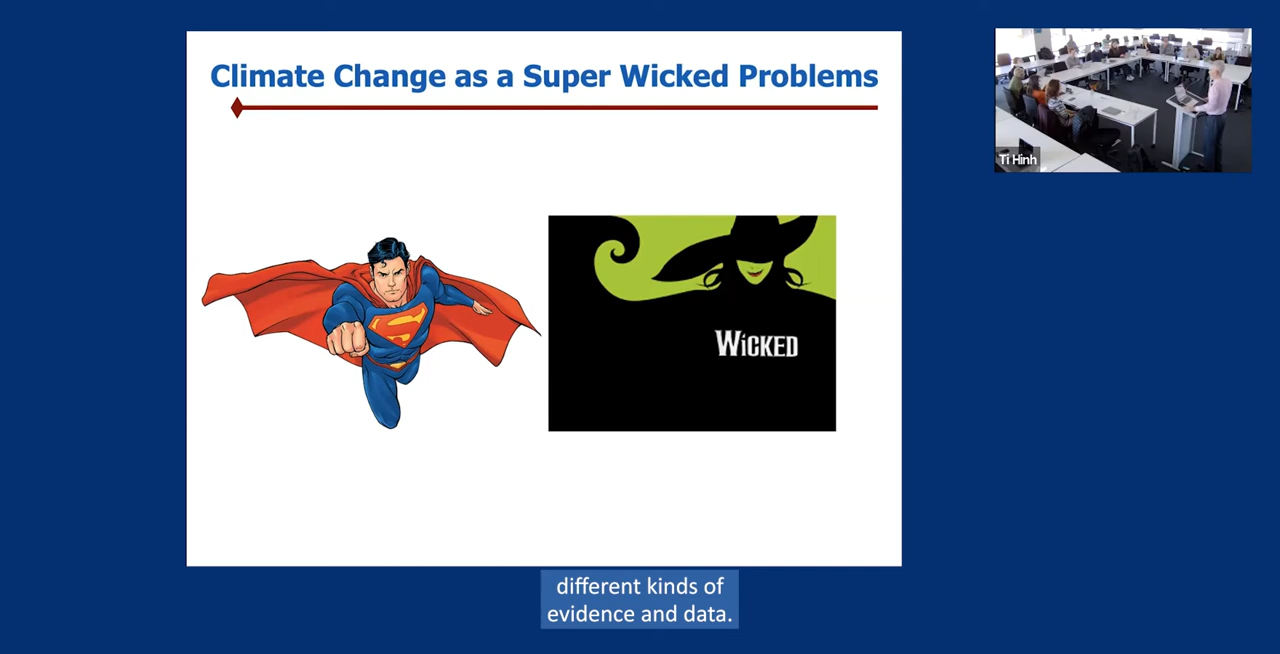 Climate Change as a Super Wicked Problems
WiCKED
Ti Hinh
different kinds of
evidence and data.